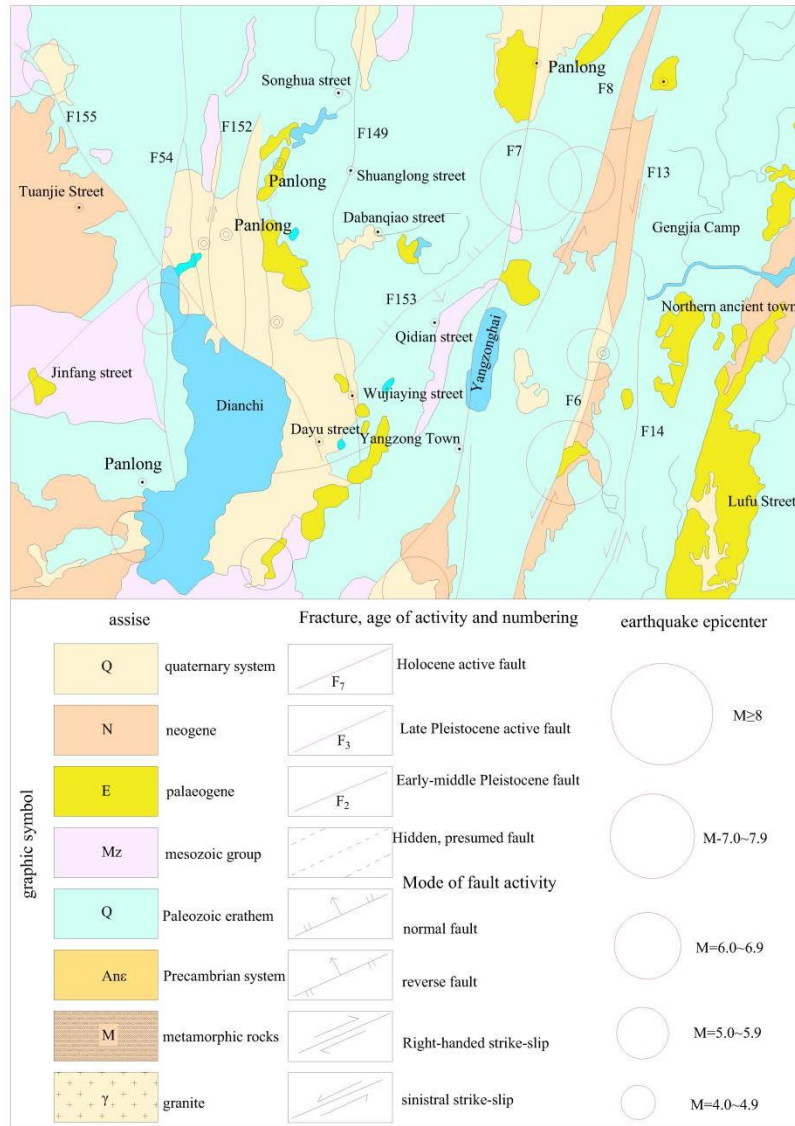 Songhua street
Panlong
F8
F155
F152
F149
F54
F7
Shuanglong street
F13
Tuanjie Street
Panlong
Panlong
Dabanqiao street
Gengjia Camp
F153
Northern ancient town
Qidian street
Yangzonghai
Jinfang street
Dianchi
Wujiaying street
F6
Dayu street
Yangzong Town
F14
Panlong
Lufu Street
assise
Fracture, age of activity and numbering
earthquake epicenter
graphic symbol
Q
quaternary system
F7
Holocene active fault
M≥8
N
neogene
F3
Late Pleistocene active fault
E
palaeogene
F2
Early-middle Pleistocene fault
Mz
mesozoic group
Hidden, presumed fault
M-7.0~7.9
Mode of fault activity
Q
Paleozoic erathem
normal fault
M=6.0~6.9
Anε
Precambrian system
reverse fault
M
metamorphic rocks
Right-handed strike-slip
M=5.0~5.9
γ
granite
sinistral strike-slip
M=4.0~4.9